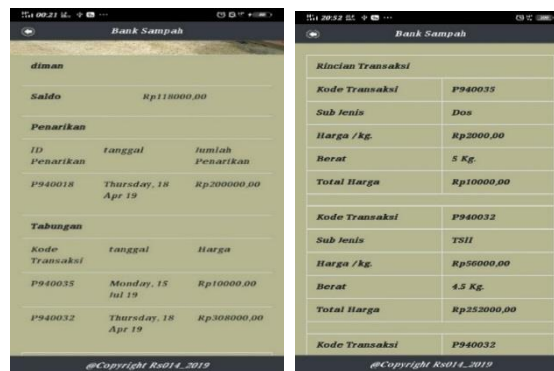 00:21
Bank Sampah
diman
Saldo Rp118000,00
Penarikan
ID Penarikan tanggal Jumlah Penarikan
P940018 Thursday, 18 Apr 19 Rp200000,00
Tabungan
Kode Transaksi tanggal Harga
P940035 Monday, 15 Jul 19 Rp10000,00
P940032 Thursday, 18 Apr 19 Rp308000,00
@Copyright Rs014_2019
20:52
Bank Sampah
Rincian Transaksi
Kode Transaksi P940035
Sub Jenis Dos
Harga /kg. Rp2000,00
Berat 5 Kg.
Total Harga Rp10000,00
Kode Transaksi P940032
Sub Jenis TSII
Harga /kg. Rp56000,00
Berat 4.5 Kg.
Total Harga Rp252000,00
Kode Transaksi P940032
@Copyright Rs014_2019